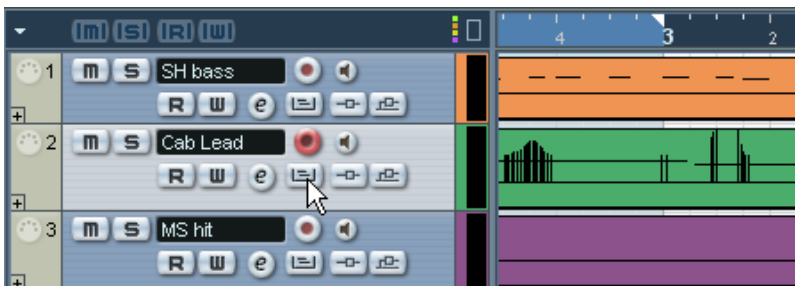 m S R W
4 3 2
1 m S SH bass
R W e
2 m S Cab Lead
R W e
3 m S MS hit
R W e